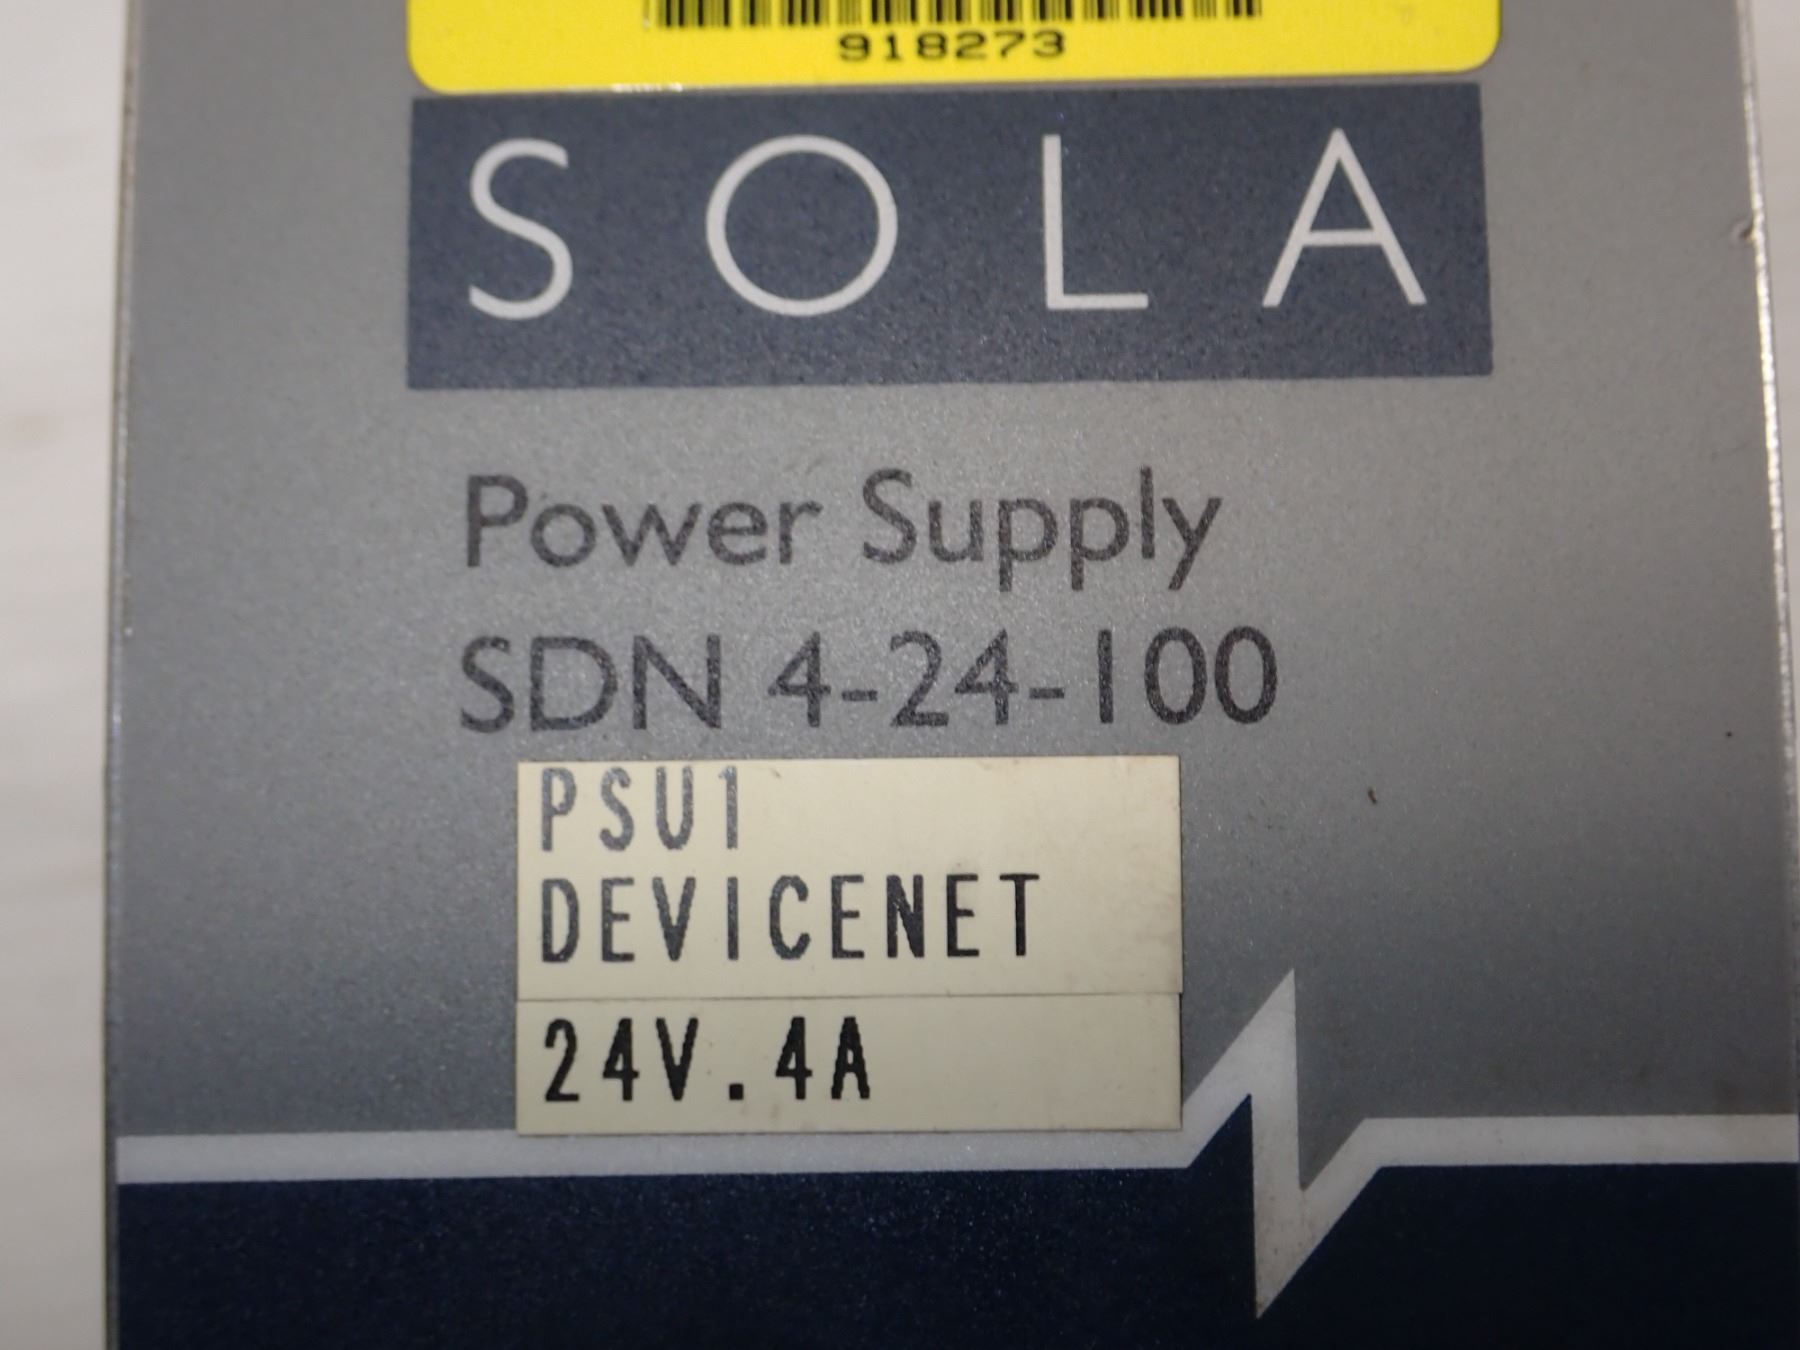 918273
SOLA
Power Supply
SDN 4-24-100
PSU1
DEVICENET
24V.4A